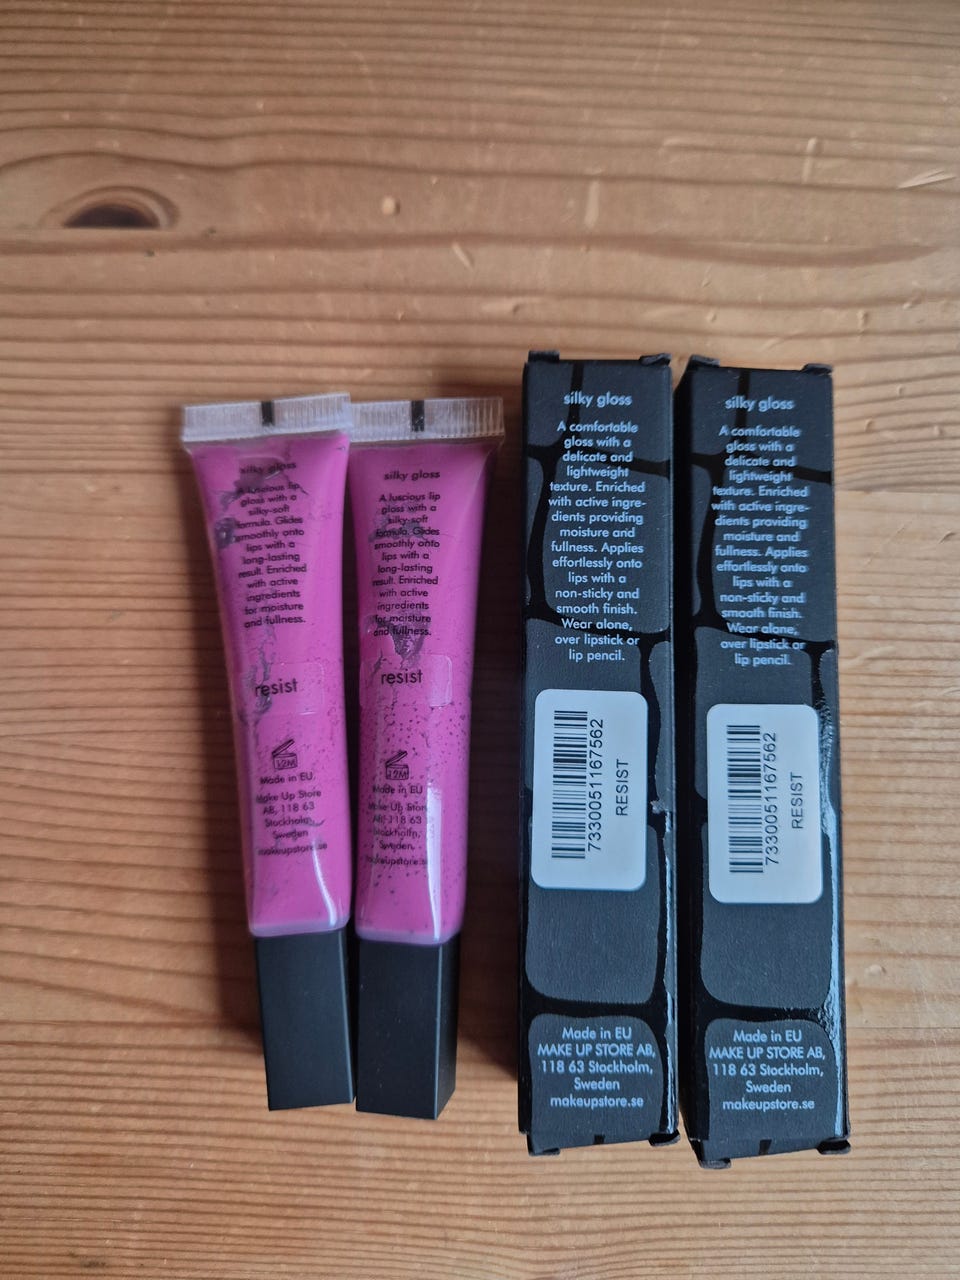 silky gloss
A luscious lip
gloss with a
silky-soft
formula. Glides
smoothly onto
lips with a
long-lasting
result. Enriched
with active
ingredients
for moisture
and fullness.
resist
12M
Made in EU
Make Up Store
AB, 118 63
Stockholm,
Sweden
makeupstore.se
silky gloss
A luscious lip
gloss with a
silky-soft
formula. Glides
smoothly onto
lips with a
long-lasting
result. Enriched
with active
ingredients
for moisture
and fullness.
resist
12M
Made in EU
Make Up Store
AB, 118 63
Stockholm,
Sweden
makeupstore.se
silky gloss
A comfortable
gloss with a
delicate and
lightweight
texture. Enriched
with active ingre-
dients providing
moisture and
fullness. Applies
effortlessly onto
lips with a
non-sticky and
smooth finish.
Wear alone,
over lipstick or
lip pencil.
7330051167562
RESIST
Made in EU
MAKE UP STORE AB,
118 63 Stockholm,
Sweden
makeupstore.se
silky gloss
A comfortable
gloss with a
delicate and
lightweight
texture. Enriched
with active ingre-
dients providing
moisture and
fullness. Applies
effortlessly onto
lips with a
non-sticky and
smooth finish.
Wear alone,
over lipstick or
lip pencil.
7330051167562
RESIST
Made in EU
MAKE UP STORE AB,
118 63 Stockholm,
Sweden
makeupstore.se